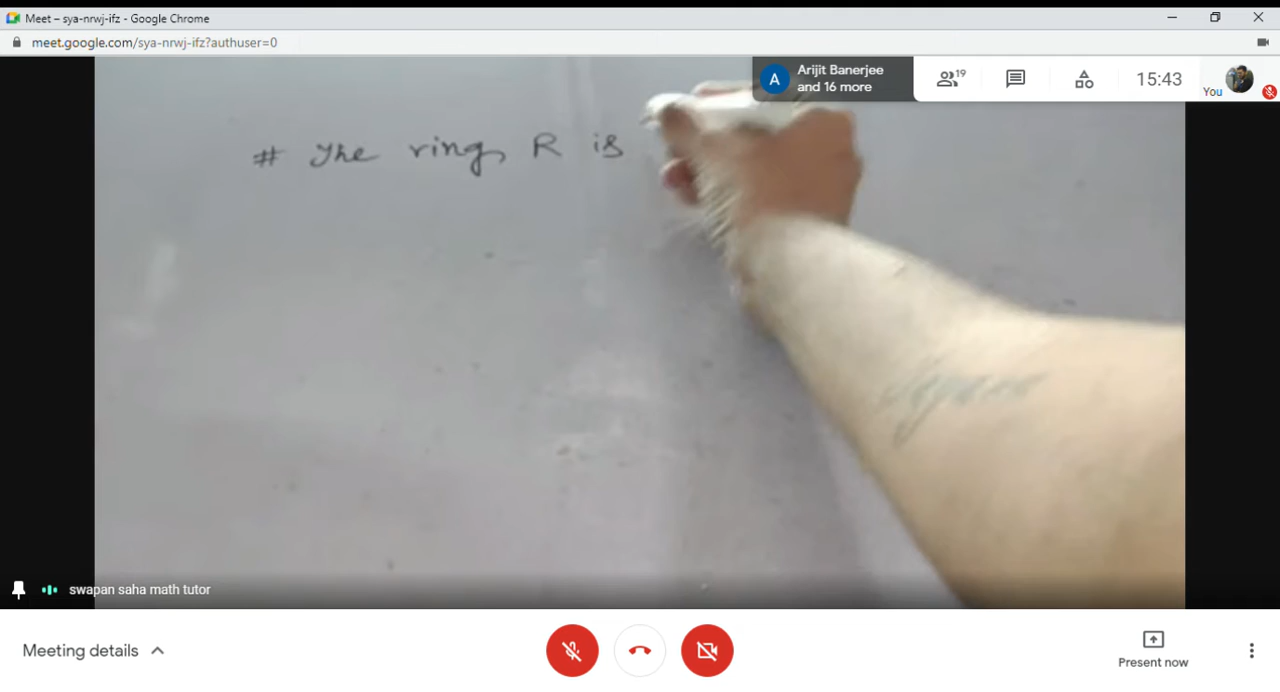 Meet – sya-nrwj-ifz - Google Chrome
meet.google.com/sya-nrwj-ifz?authuser=0
Arijit Banerjee
and 16 more
A
19
15:43
You
# The ring R is
swapan saha math tutor
Meeting details
Present now